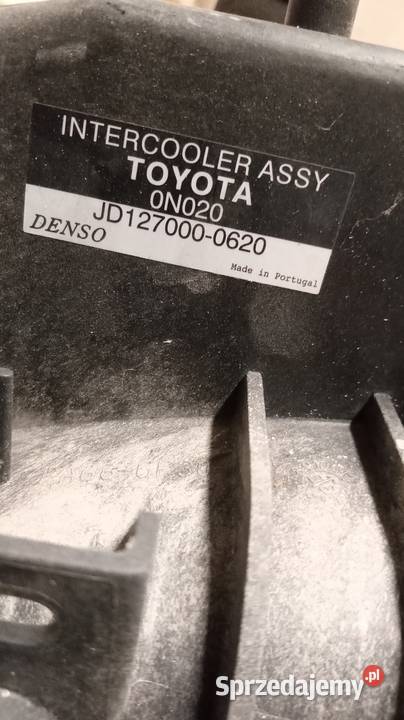 INTERCOOLER ASSY
TOYOTA
0N020
JD127000-0620
DENSO
Made in Portugal
Sprzedajemy.pl